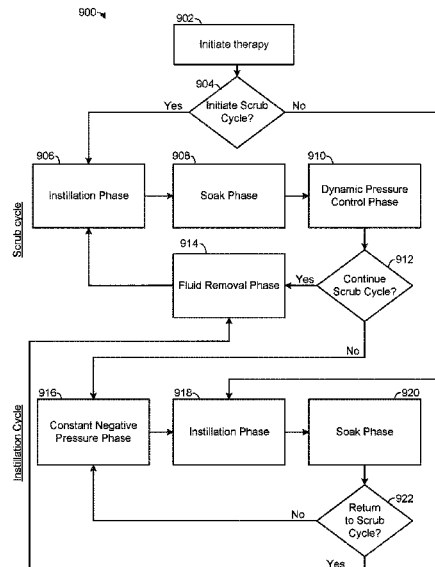 900
902
Initiate therapy
904
Initiate Scrub
Cycle?
Yes
No
906
Instillation Phase
908
Soak Phase
910
Dynamic Pressure
Control Phase
Scrub cycle
914
Fluid Removal Phase
912
Continue
Scrub Cycle?
Yes
No
Instillation Cycle
916
Constant Negative
Pressure Phase
918
Instillation Phase
920
Soak Phase
922
Return
to Scrub
Cycle?
No
Yes